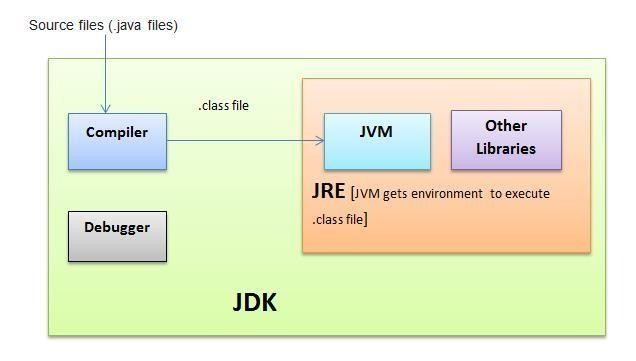 Source files (.java files)
.class file
Compiler
JVM
Other
Libraries
JRE [JVM gets environment to execute
.class file]
Debugger
JDK